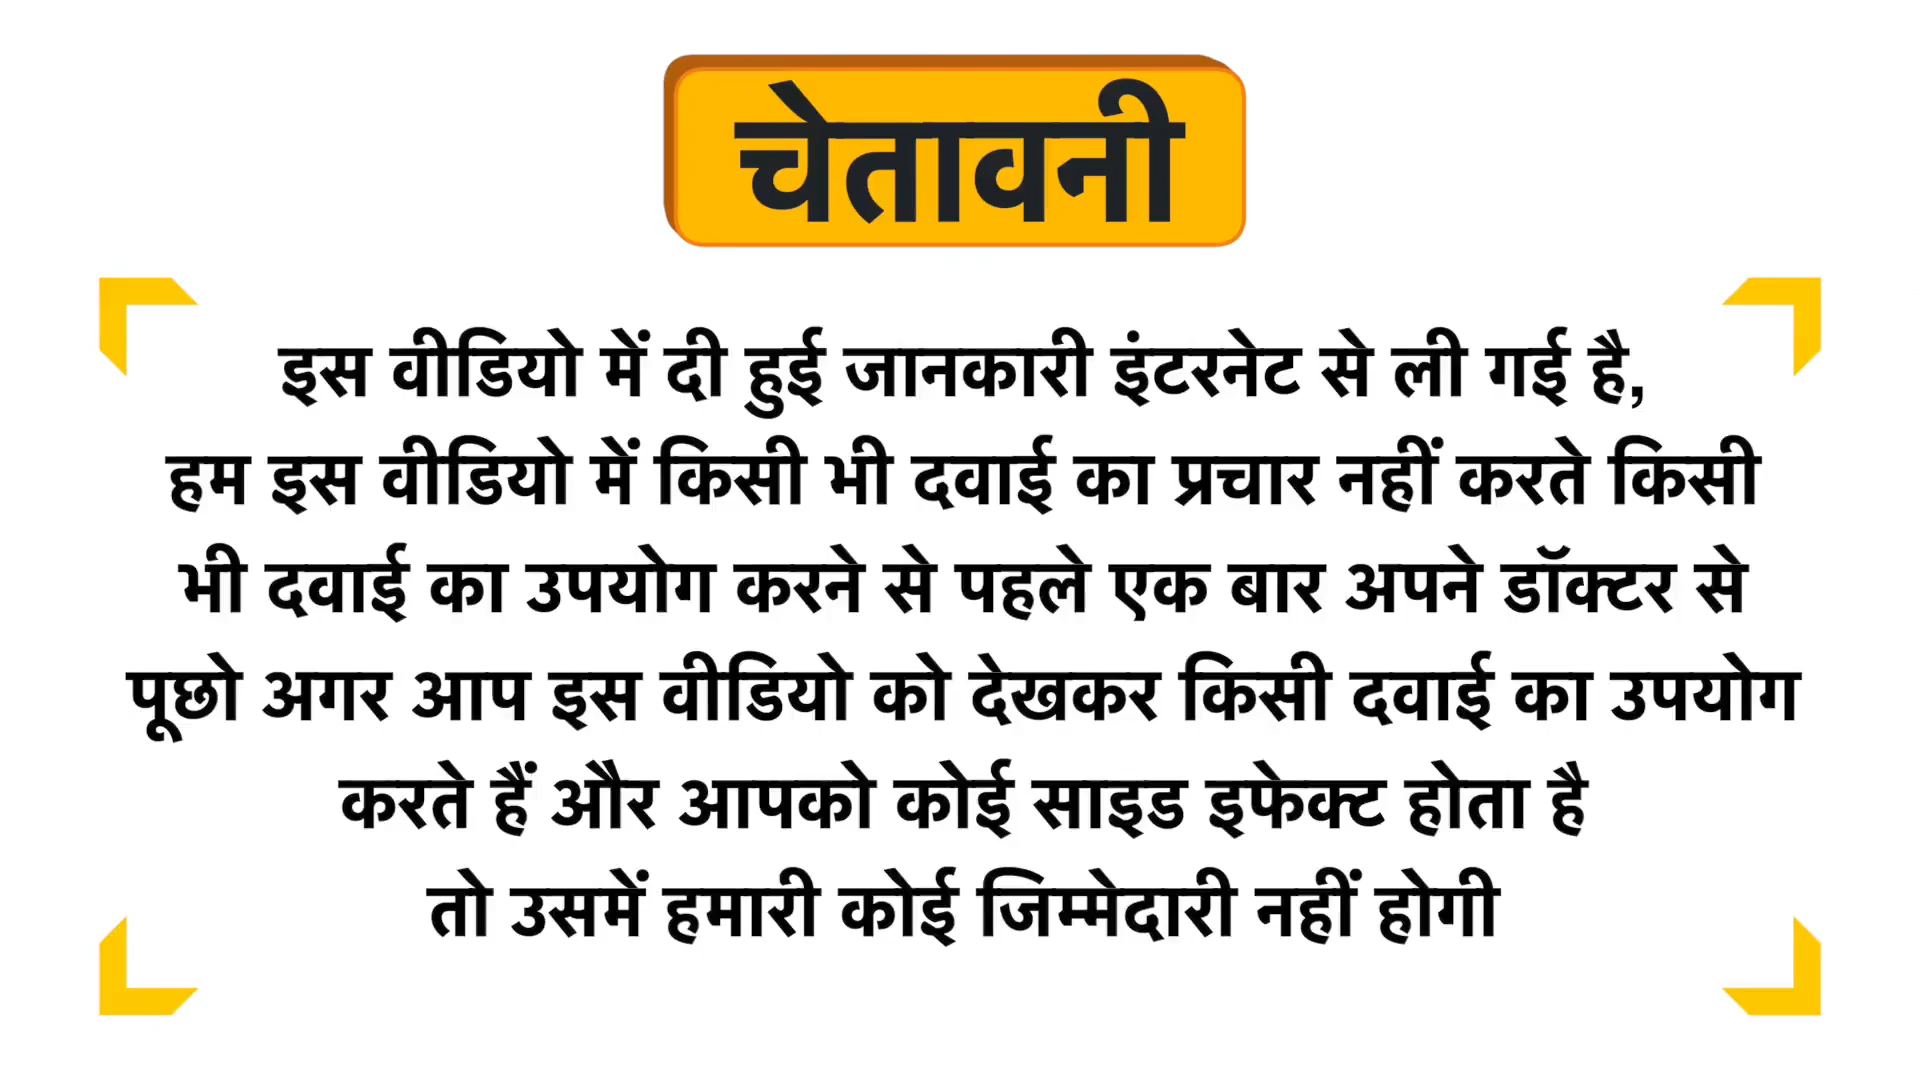 चेतावनी
इस वीडियो में दी हुई जानकारी इंटरनेट से ली गई है,
हम इस वीडियो में किसी भी दवाई का प्रचार नहीं करते किसी
भी दवाई का उपयोग करने से पहले एक बार अपने डॉक्टर से
पूछो अगर आप इस वीडियो को देखकर किसी दवाई का उपयोग
करते हैं और आपको कोई साइड इफेक्ट होता है
तो उसमें हमारी कोई जिम्मेदारी नहीं होगी